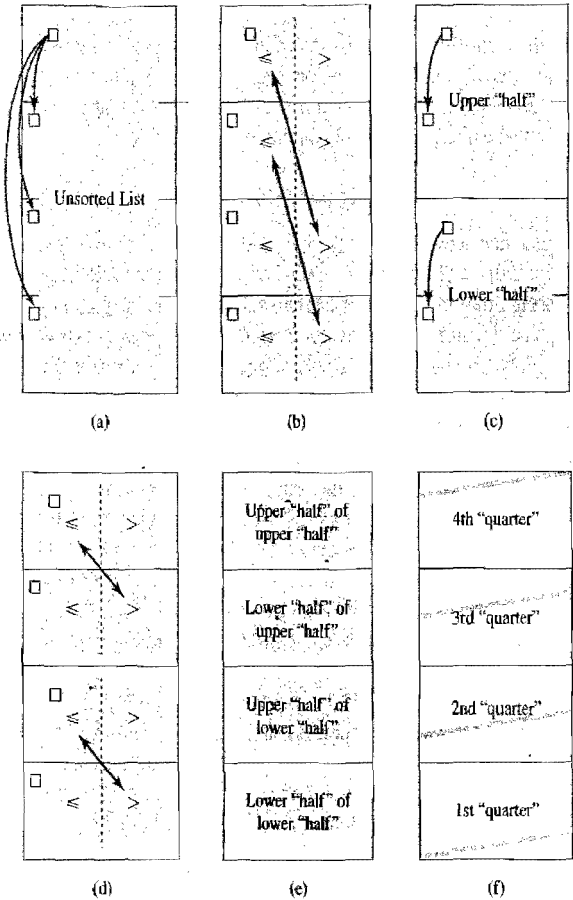 Unsorted List
≤ >
≤ >
≤ >
≤ >
Upper “half”
Lower “half”
(a) (b) (c)
≤ >
≤ >
≤ >
≤ >
Upper “half” of
upper “half”
Lower “half” of
upper “half”
Upper “half” of
lower “half”
Lower “half” of
lower “half”
4th “quarter”
3rd “quarter”
2nd “quarter”
1st “quarter”
(d) (e) (f)